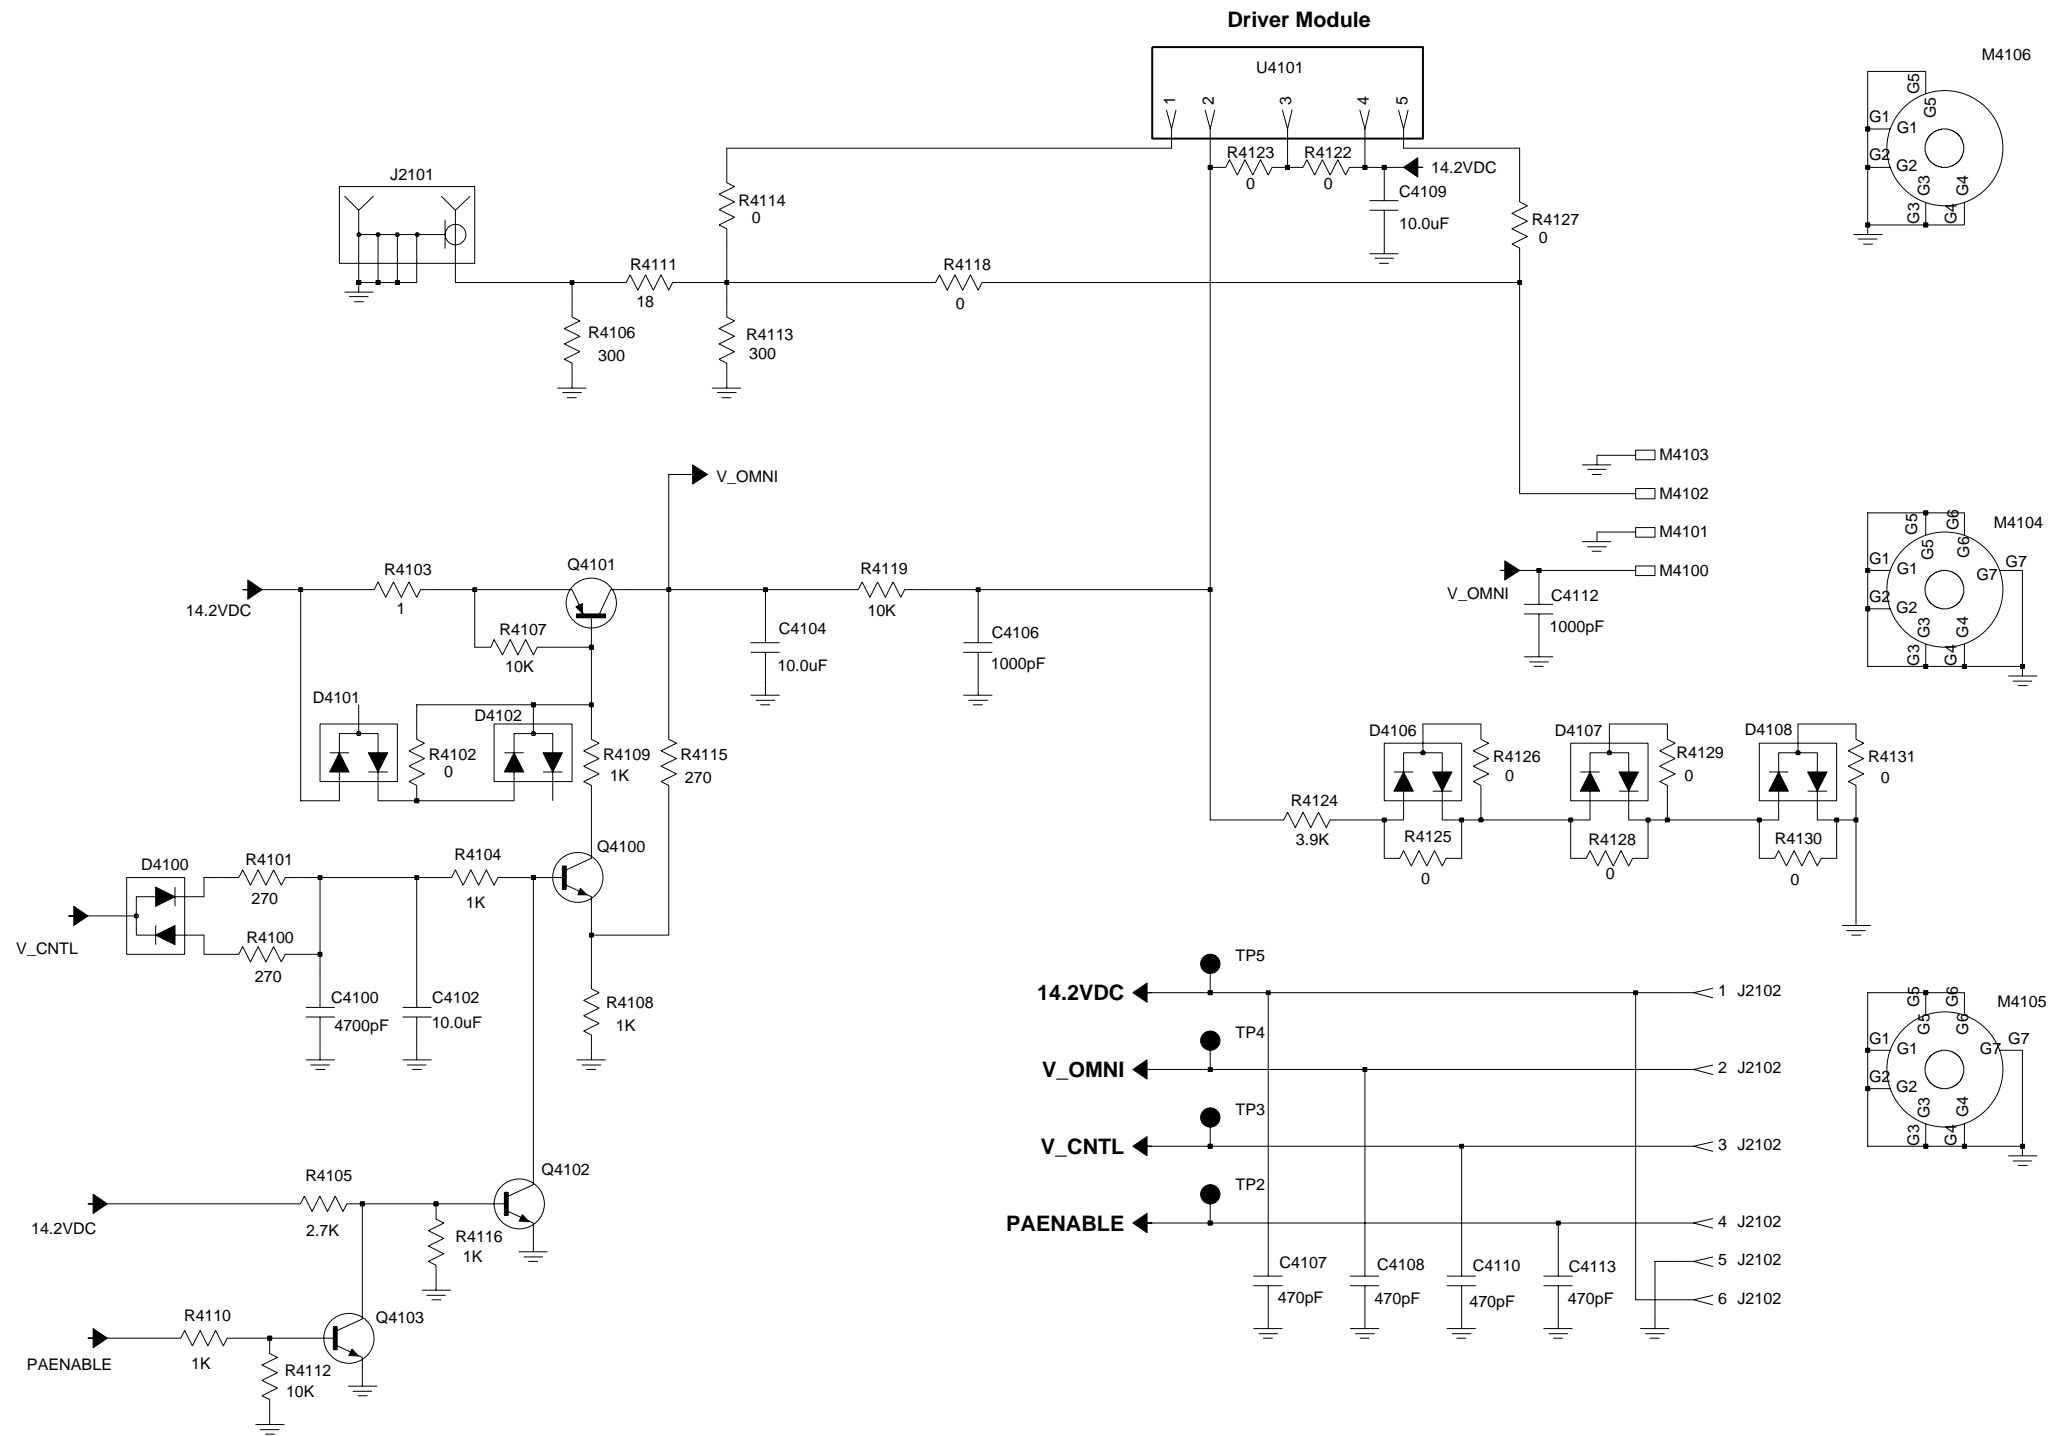 Driver Module
U4101
1 2 3 4 5
M4106
G5
G5
G1 G1
G2 G2
G3 G4
G3 G4
J2101
R4114
0
R4123
0
R4122
0
14.2VDC
C4109
10.0uF
R4127
0
R4111
18
R4118
0
R4106
300
R4113
300
V_OMNI
M4103
M4102
M4101
M4100
V_OMNI
C4112
1000pF
M4104
G5 G6
G5 G6
G1 G1
G7 G7
G2 G2
G3 G4
G3 G4
14.2VDC
R4103
1
Q4101
R4107
10K
C4104
10.0uF
R4119
10K
C4106
1000pF
D4101
R4102
0
D4102
R4109
1K
R4115
270
D4106
R4126
0
D4107
R4129
0
D4108
R4131
0
R4124
3.9K
R4125
0
R4128
0
R4130
0
V_CNTL
D4100
R4101
270
R4100
270
R4104
1K
Q4100
C4100
4700pF
C4102
10.0uF
R4108
1K
14.2VDC
R4105
2.7K
Q4102
R4116
1K
PAENABLE
R4110
1K
R4112
10K
Q4103
TP5
14.2VDC
1 J2102
TP4
V_OMNI
2 J2102
TP3
V_CNTL
3 J2102
TP2
PAENABLE
4 J2102
5 J2102
6 J2102
C4107
470pF
C4108
470pF
C4110
470pF
C4113
470pF
M4105
G5 G6
G5 G6
G1 G1
G7 G7
G2 G2
G3 G4
G3 G4